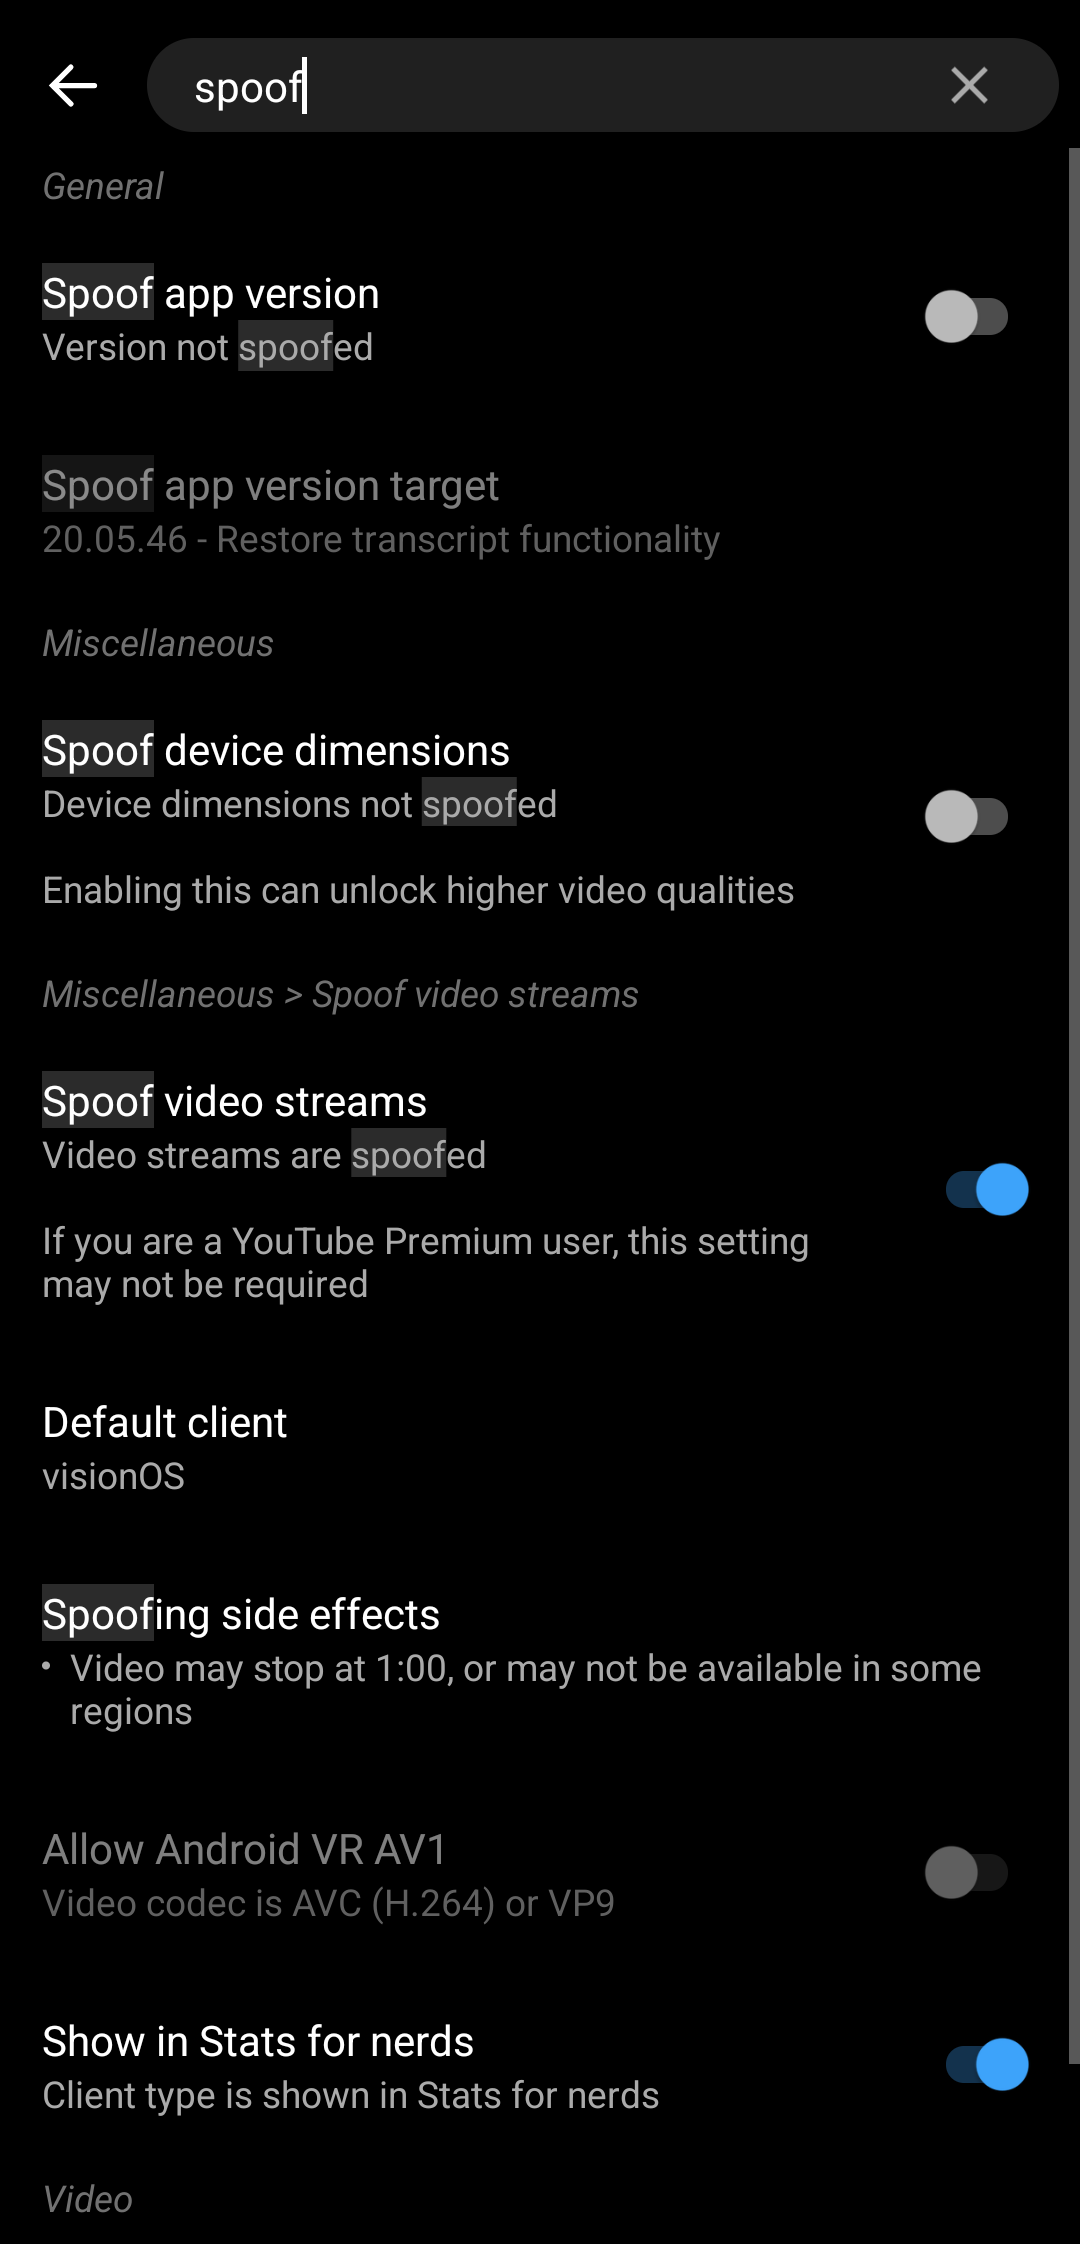 spoof
General
Spoof app version
Version not spoofed
Spoof app version target
20.05.46 - Restore transcript functionality
Miscellaneous
Spoof device dimensions
Device dimensions not spoofed
Enabling this can unlock higher video qualities
Miscellaneous > Spoof video streams
Spoof video streams
Video streams are spoofed
If you are a YouTube Premium user, this setting
may not be required
Default client
visionOS
Spoofing side effects
• Video may stop at 1:00, or may not be available in some
regions
Allow Android VR AV1
Video codec is AVC (H.264) or VP9
Show in Stats for nerds
Client type is shown in Stats for nerds
Video